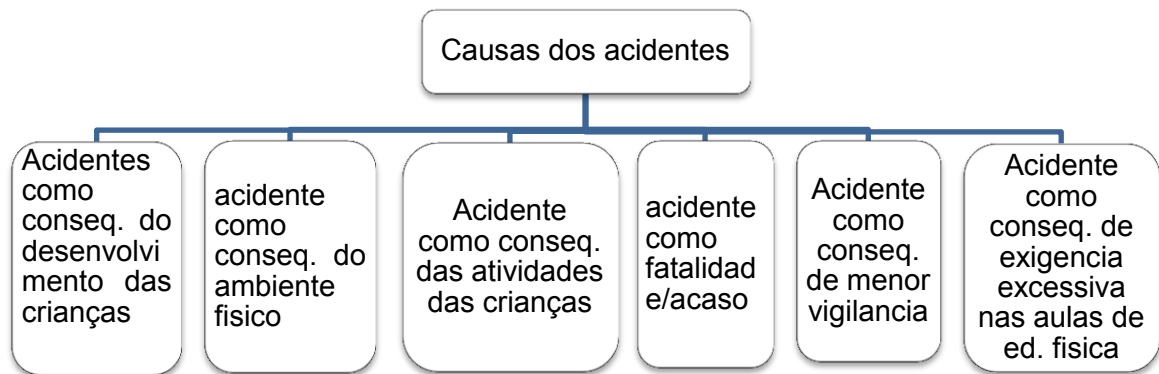 Causas dos acidentes
Acidentes
como
conseq. do
desenvolvi
mento das
crianças
acidente
como
conseq. do
ambiente
fisico
Acidente
como conseq.
das atividades
das crianças
acidente
como
fatalidad
e/acaso
Acidente
como
conseq.
de menor
vigilancia
Acidente
como
conseq. de
exigencia
excessiva
nas aulas de
ed. fisica